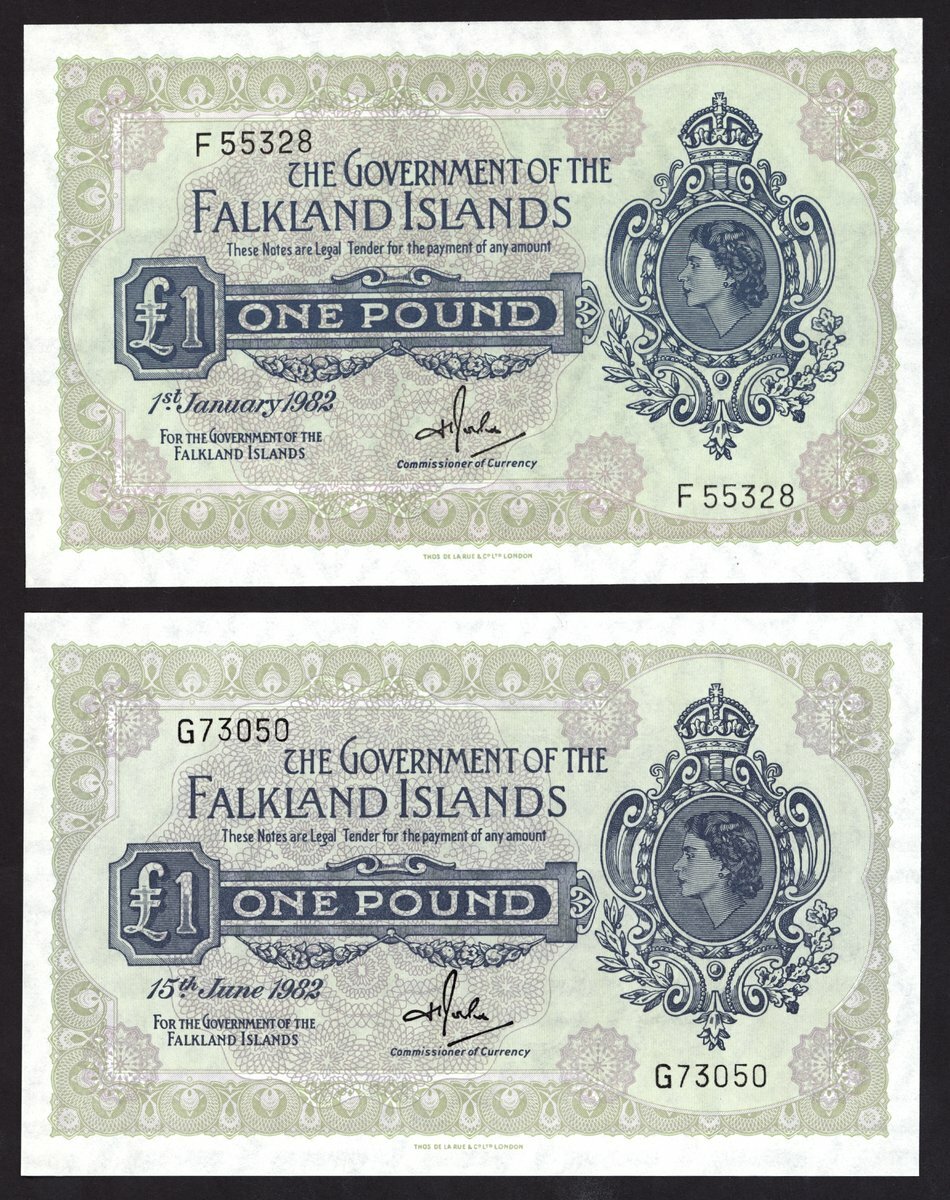 F 55328
THE GOVERNMENT OF THE
FALKLAND ISLANDS
These Notes are Legal Tender for the payment of any amount
£1 ONE POUND
1st January 1982
FOR THE GOVERNMENT OF THE
FALKLAND ISLANDS
Commissioner of Currency
F 55328
THOS DE LA RUE & CO LTD LONDON
G73050
THE GOVERNMENT OF THE
FALKLAND ISLANDS
These Notes are Legal Tender for the payment of any amount
£1 ONE POUND
15th June 1982
FOR THE GOVERNMENT OF THE
FALKLAND ISLANDS
Commissioner of Currency
G73050
THOS DE LA RUE & CO LTD LONDON